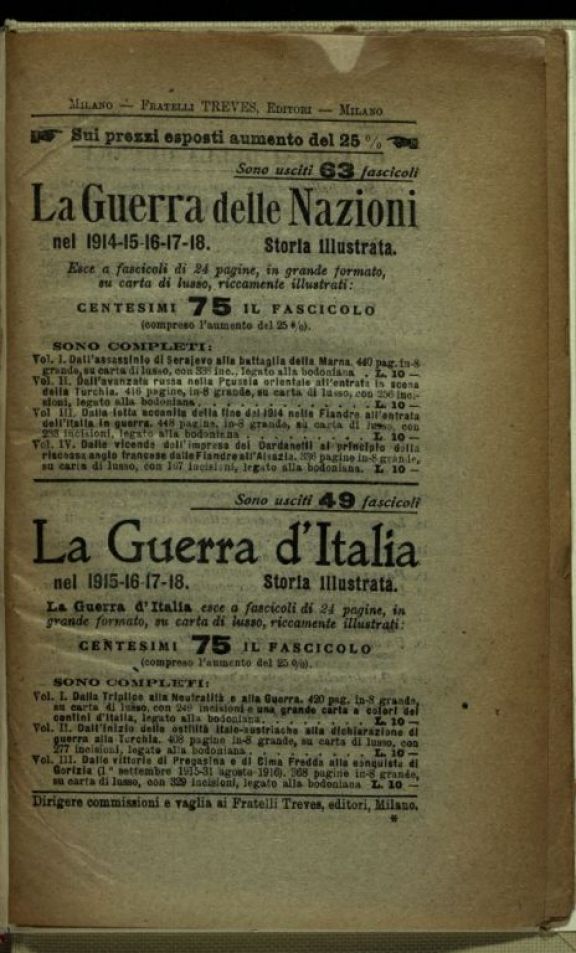 MILANO — FRATELLI TREVES, EDITORI — MILANO
Sui prezzi esposti aumento del 25 %
Sono usciti 63 fascicoli
La Guerra delle Nazioni
nel 1914-15-16-17-18. Storia illustrata.
Esce a fascicoli di 24 pagine, in grande formato,
su carta di lusso, riccamente illustrati:
CENTESIMI 75 IL FASCICOLO
(compreso l'aumento del 25 %).
SONO COMPLETI:
Vol. I. Dall'assassinio di Serajevo alla battaglia della Marna. 440 pag. in-8
grande, su carta di lusso, con 338 inc., legato alla bodoniana . L. 10 —
Vol. II. Dall'avanzata russa nella Prussia orientale all'entrata in scena
della Turchia. 416 pagine, in-8 grande, su carta di lusso, con 256 inc.-
sioni, legato alla bodoniana . . . . . . . . . L. 10 —
Vol III. Dalla lotta accanita della fine del 1914 nelle Fiandre all'entrata
dell'Italia in guerra. 448 pagine, in-8 grande, su carta di lusso, con
253 incisioni, legato alla bodoniana . . . . . . . L. 10 —
Vol. IV. Dalle vicende dell'impresa dei Dardanelli al principio della
riscossa anglo francese dalle Fiandre all'Alsazia. 336 pagine in-8 grande,
su carta di lusso, con 167 incisioni, legato alla bodoniana. L. 10 —
Sono usciti 49 fascicoli
La Guerra d'Italia
nel 1915-16-17-18. Storia illustrata.
La Guerra d'Italia esce a fascicoli di 24 pagine, in
grande formato, su carta di lusso, riccamente illustrati:
CENTESIMI 75 IL FASCICOLO
(compreso l'aumento del 25 %).
SONO COMPLETI:
Vol. I. Dalla Triplice alla Neutralità e alla Guerra. 420 pag. in-8 grande,
su carta di lusso, con 249 incisioni e una grande carta a colori dei
confini d'Italia, legato alla bodoniana. . . . . . . . L. 10 —
Vol. II. Dall'inizio delle ostilità italo-austriache alla dichiarazione di
guerra alla Turchia. 408 pagine in-8 grande, su carta di lusso, con
277 incisioni, legato alla bodoniana . . . . . . . L. 10 —
Vol. III. Dalle vittorie di Pregasina e di Cima Fredda alla conquista di
Gorizia (1° settembre 1915-31 agosto 1916). 368 pagine in-8 grande,
su carta di lusso, con 329 incisioni, legato alla bodoniana L. 10 —
Dirigere commissioni e vaglia ai Fratelli Treves, editori, Milano.
*